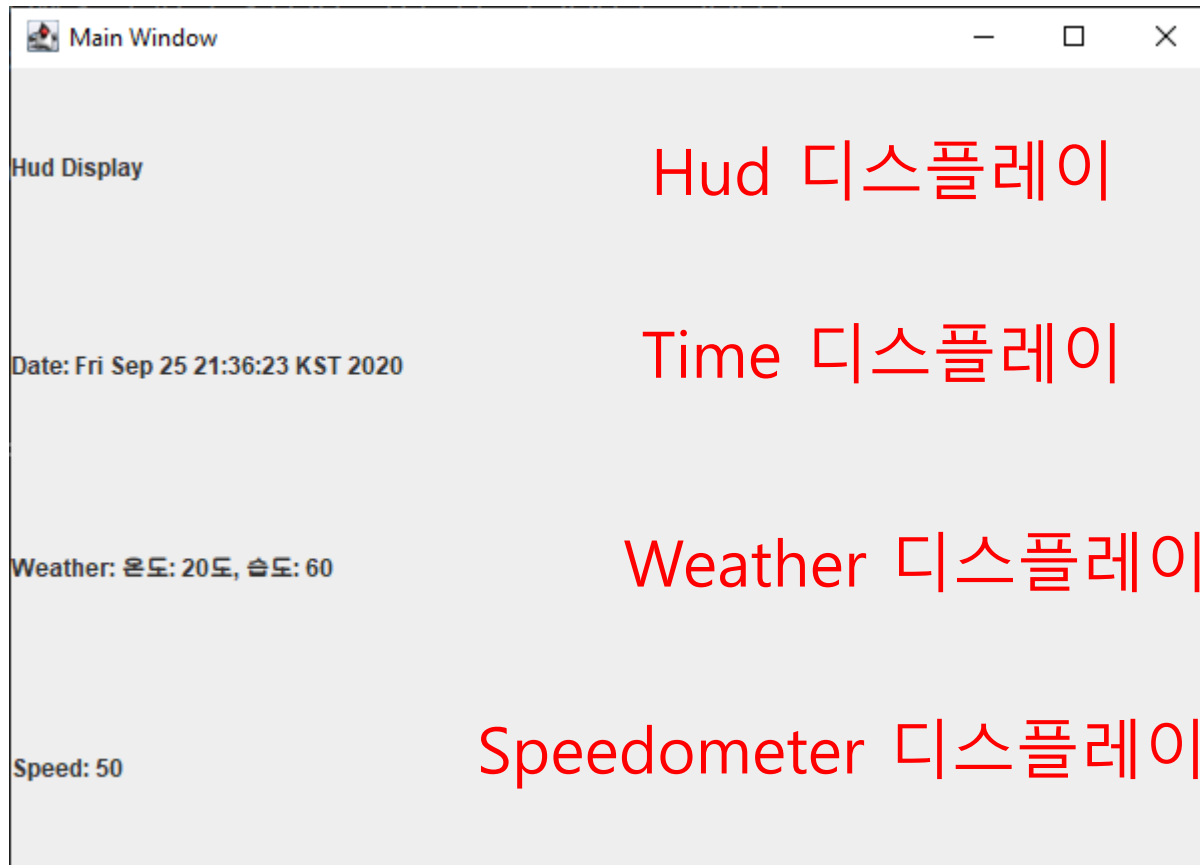 Main Window
Hud Display Hud 디스플레이
Date: Fri Sep 25 21:36:23 KST 2020 Time 디스플레이
Weather: 온도: 20도, 습도: 60 Weather 디스플레이
Speed: 50 Speedometer 디스플레이